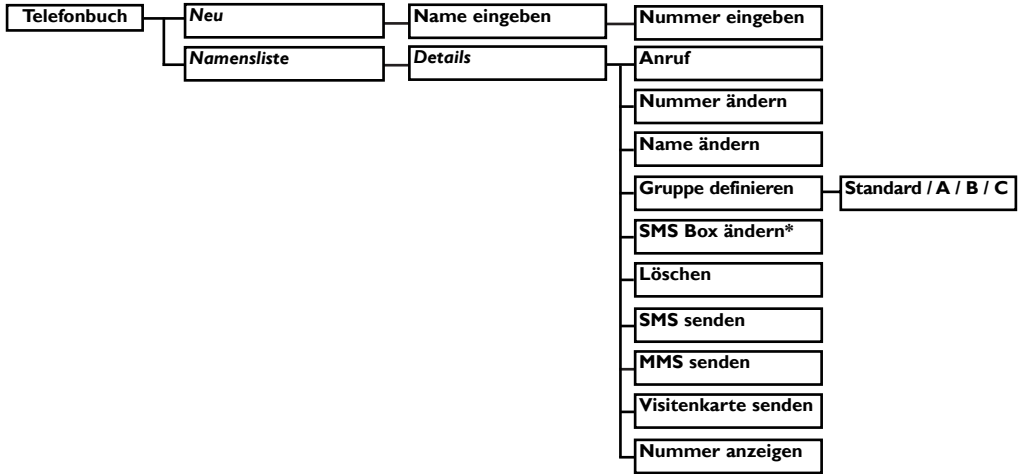 Telefonbuch
Neu
Name eingeben
Nummer eingeben
Namensliste
Details
Anruf
Nummer ändern
Name ändern
Gruppe definieren
Standard / A / B / C
SMS Box ändern*
Löschen
SMS senden
MMS senden
Visitenkarte senden
Nummer anzeigen